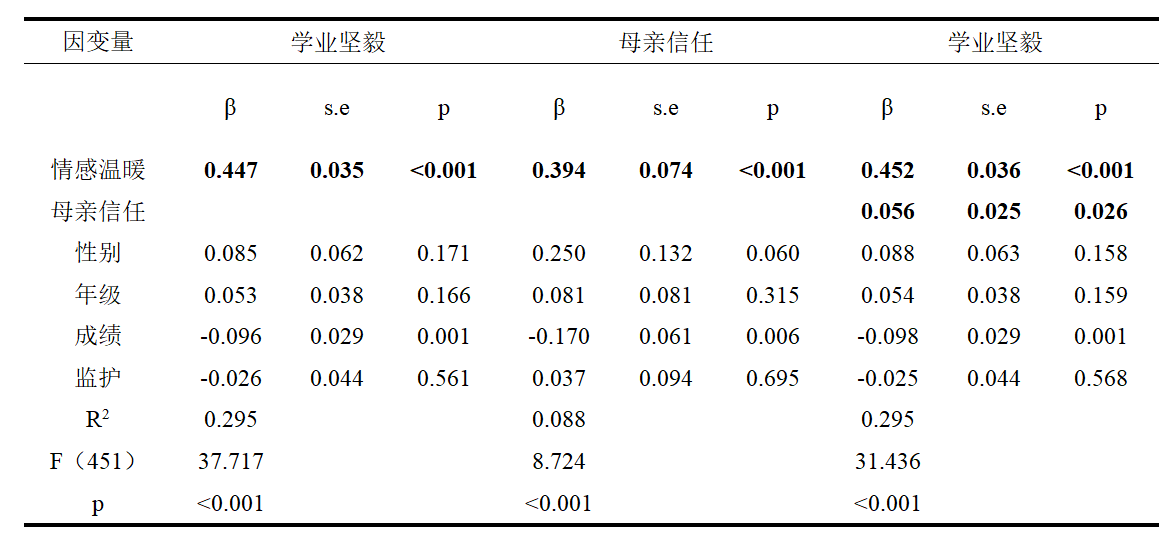 因变量 学业坚毅 母亲信任 学业坚毅
β s.e p β s.e p β s.e p
情感温暖 0.447 0.035 <0.001 0.394 0.074 <0.001 0.452 0.036 <0.001
母亲信任 0.056 0.025 0.026
性别 0.085 0.062 0.171 0.250 0.132 0.060 0.088 0.063 0.158
年级 0.053 0.038 0.166 0.081 0.081 0.315 0.054 0.038 0.159
成绩 -0.096 0.029 0.001 -0.170 0.061 0.006 -0.098 0.029 0.001
监护 -0.026 0.044 0.561 0.037 0.094 0.695 -0.025 0.044 0.568
R² 0.295 0.088 0.295
F（451） 37.717 8.724 31.436
p <0.001 <0.001 <0.001